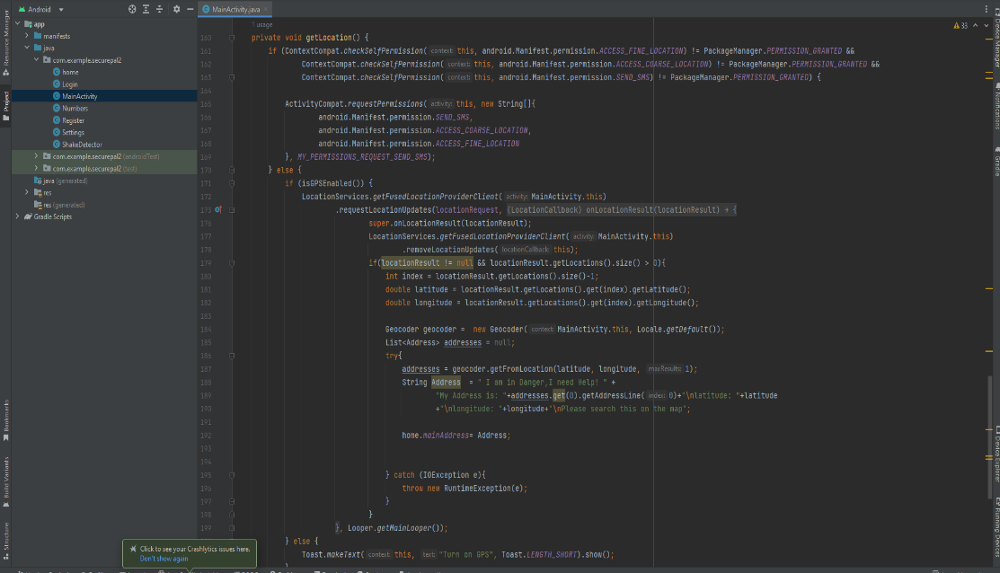 Android
MainActivity.java
app
manifests
java
com.example.securepal2
home
Login
MainActivity
Numbers
Register
Settings
ShakeDetector
com.example.securepal2 (androidTest)
com.example.securepal2 (test)
java (generated)
res
res (generated)
Gradle Scripts
Resource Manager
Project
Bookmarks
Build Variants
Structure
1 usage
33
160 private void getLocation() {
161 if (ContextCompat.checkSelfPermission( context: this, android.Manifest.permission.ACCESS_FINE_LOCATION) != PackageManager.PERMISSION_GRANTED &&
162 ContextCompat.checkSelfPermission( context: this, android.Manifest.permission.ACCESS_COARSE_LOCATION) != PackageManager.PERMISSION_GRANTED &&
163 ContextCompat.checkSelfPermission( context: this, android.Manifest.permission.SEND_SMS) != PackageManager.PERMISSION_GRANTED) {
164
165 ActivityCompat.requestPermissions( activity: this, new String[]{
166 android.Manifest.permission.SEND_SMS,
167 android.Manifest.permission.ACCESS_COARSE_LOCATION,
168 android.Manifest.permission.ACCESS_FINE_LOCATION
169 }, MY_PERMISSIONS_REQUEST_SEND_SMS);
170 } else {
171 if (isGPSEnabled()) {
172 LocationServices.getFusedLocationProviderClient( activity: MainActivity.this)
173 .requestLocationUpdates(locationRequest, (LocationCallback) onLocationResult(locationResult) → {
176 super.onLocationResult(locationResult);
177 LocationServices.getFusedLocationProviderClient( activity: MainActivity.this)
178 .removeLocationUpdates( locationCallback: this);
179 if(locationResult != null && locationResult.getLocations().size() > 0){
180 int index = locationResult.getLocations().size()-1;
181 double latitude = locationResult.getLocations().get(index).getLatitude();
182 double longitude = locationResult.getLocations().get(index).getLongitude();
183
184 Geocoder geocoder = new Geocoder( context: MainActivity.this, Locale.getDefault());
185 List<Address> addresses = null;
186 try{
187 addresses = geocoder.getFromLocation(latitude, longitude, maxResults: 1);
188 String Address = " I am in Danger,I need Help! " +
189 "My Address is: "+addresses.get(0).getAddressLine( index: 0)+"\nlatitude: "+latitude
190 +"\nlongitude: "+longitude+"\nPlease search this on the map";
191
192 home.mainAddress= Address;
193
194
195 } catch (IOException e){
196 throw new RuntimeException(e);
197 }
198 }
199 }, Looper.getMainLooper());
} else {
Toast.makeText( context: this, text: "Turn on GPS", Toast.LENGTH_SHORT).show();
Click to see your Crashlytics issues here.
Don't show again
Device Manager
Notifications
Gradle
Device Explorer
Running Devices